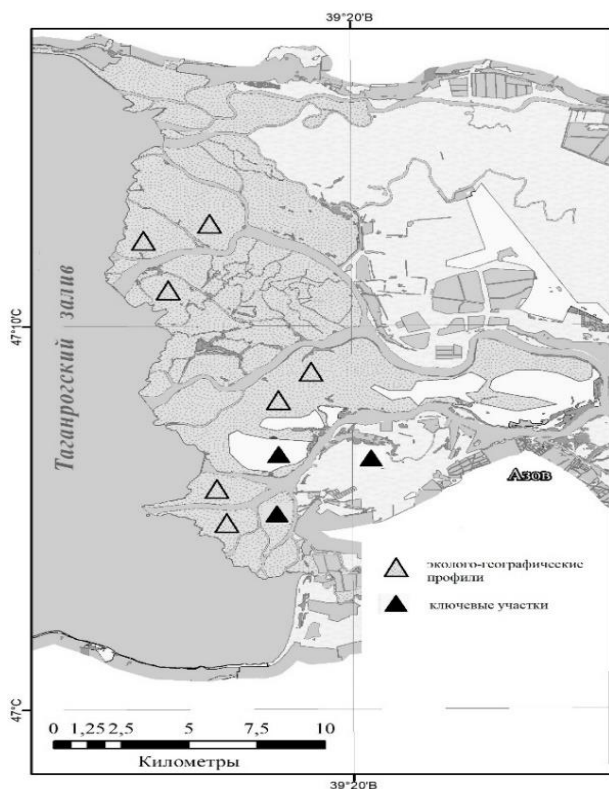 39°20'В
47°10'С
Таганрогский залив
Азов
эколого-географические
профили
ключевые участки
47°С
0 1,25 2,5 5 7,5 10
Километры
39°20'В